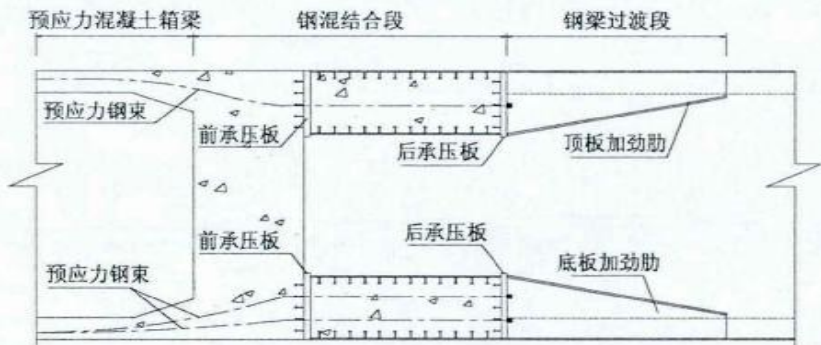 预应力混凝土箱梁 钢混结合段 钢梁过渡段
预应力钢束
前承压板
后承压板
顶板加劲肋
前承压板
后承压板
底板加劲肋
预应力钢束